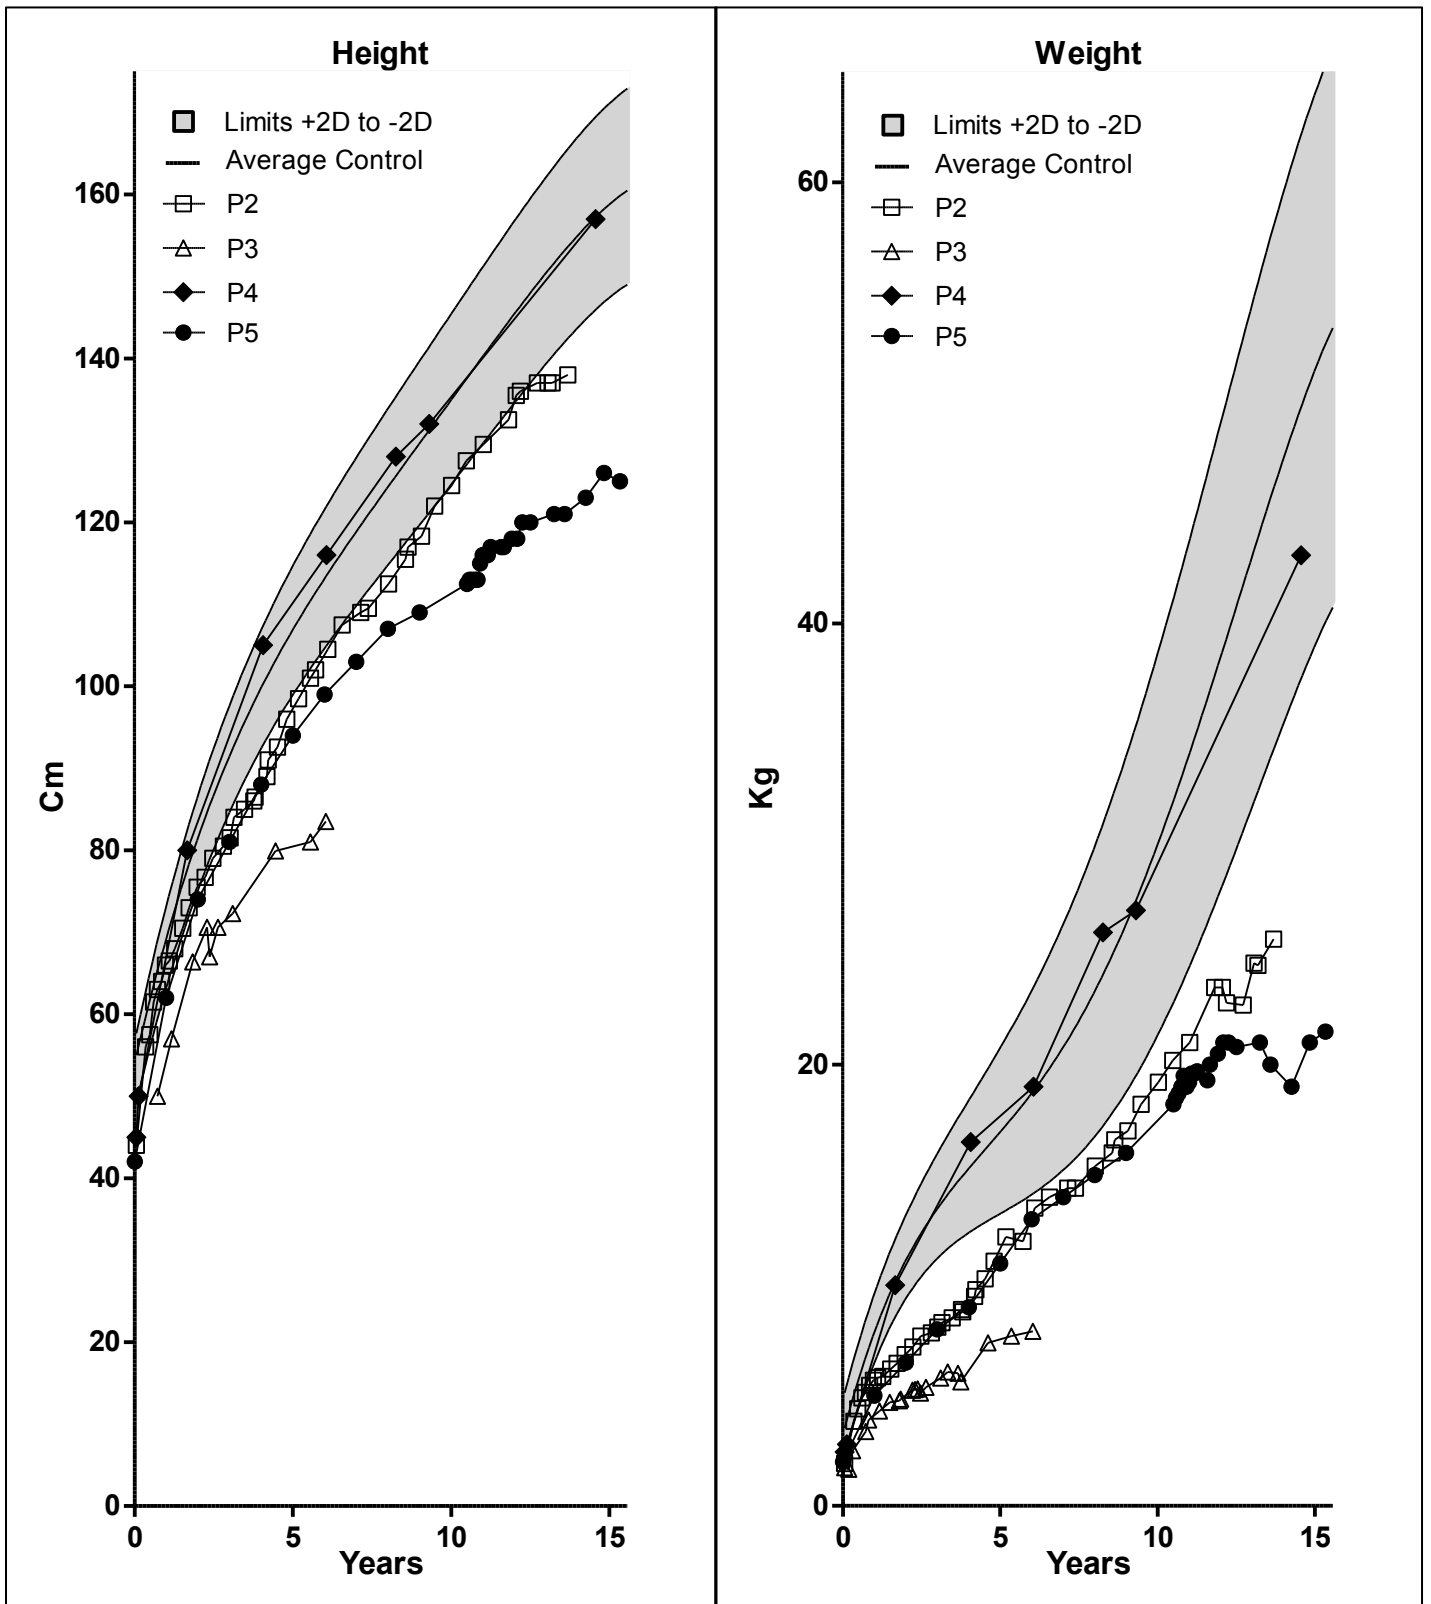 Height
Limits +2D to -2D
Average Control
P2
P3
P4
P5
160
140
120
100
80
60
40
20
0
Cm
0 5 10 15
Years
Weight
Limits +2D to -2D
Average Control
P2
P3
P4
P5
60
40
20
0
Kg
0 5 10 15
Years